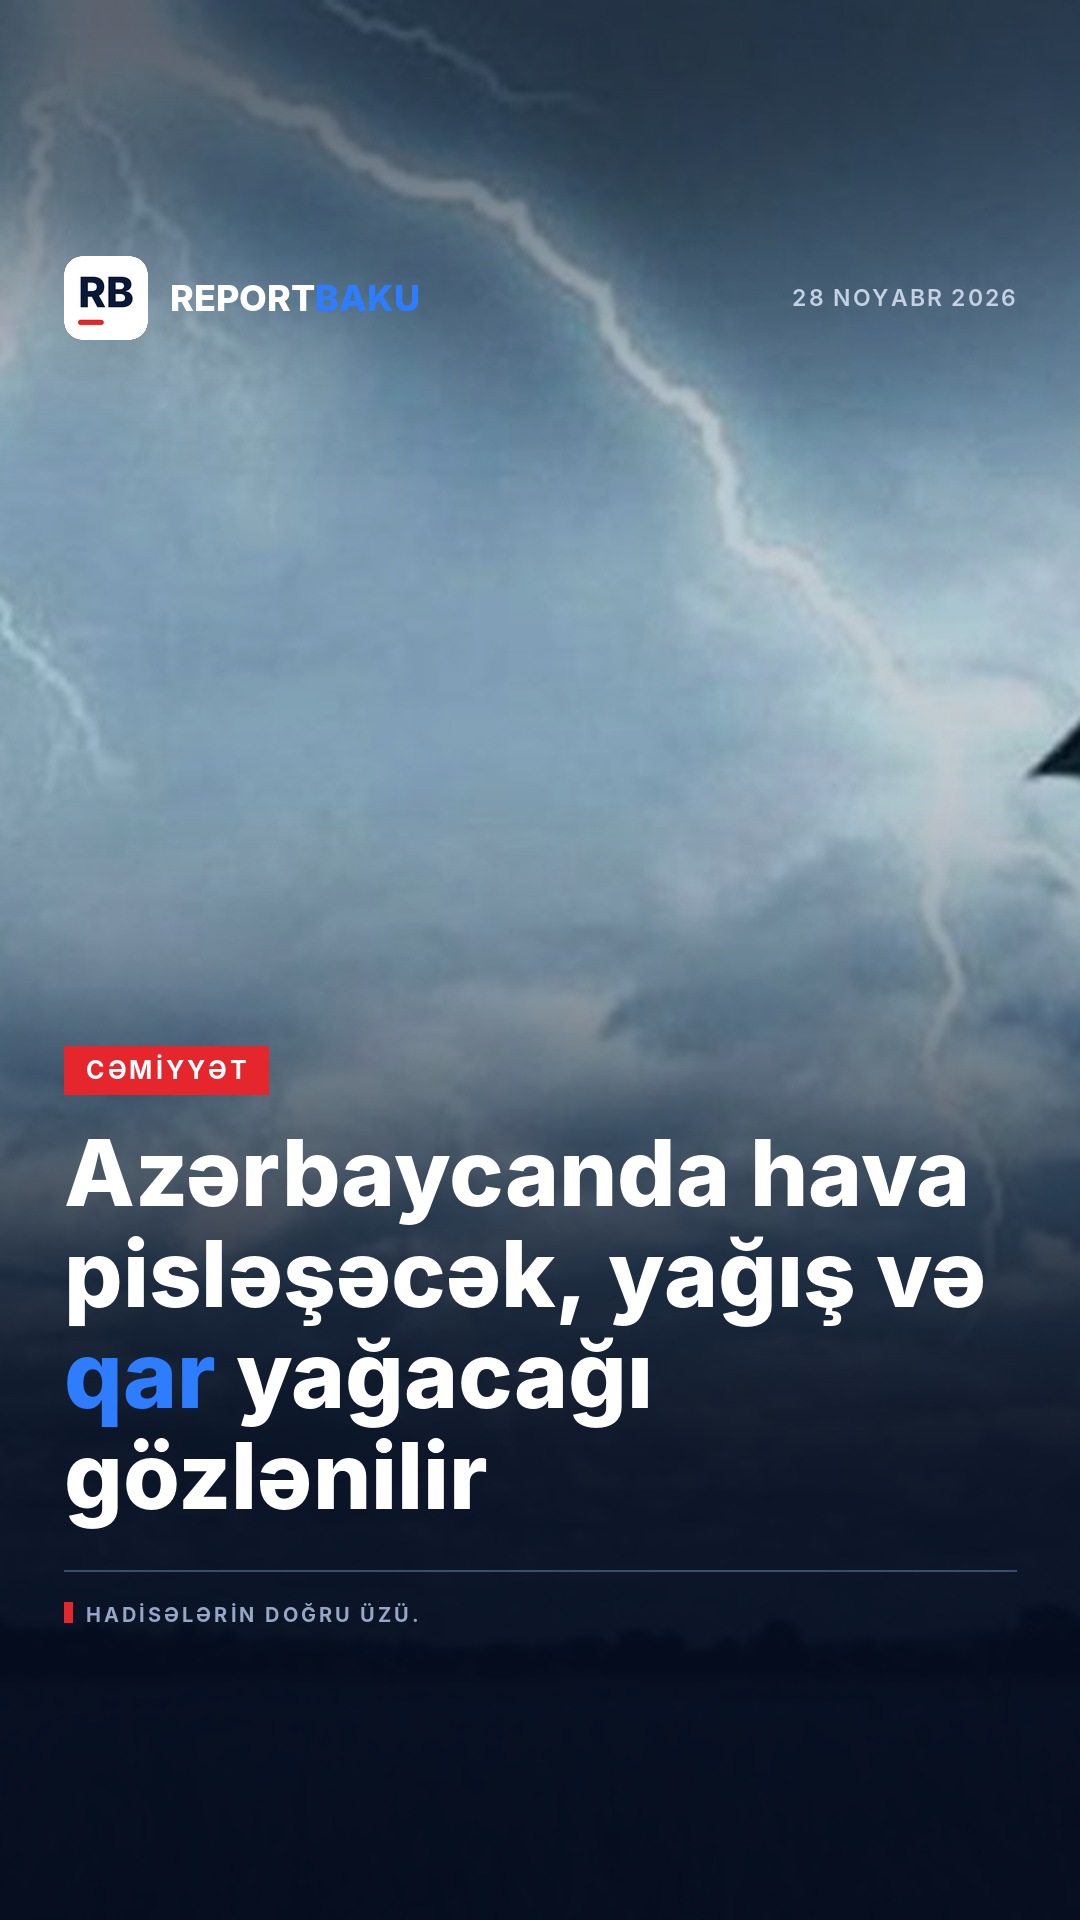 RB
REPORTBAKU
28 NOYABR 2026
CƏMİYYƏT
Azərbaycanda hava
pisləşəcək, yağış və
qar yağacağı
gözlənilir
HADİSƏLƏRİN DOĞRU ÜZÜ.